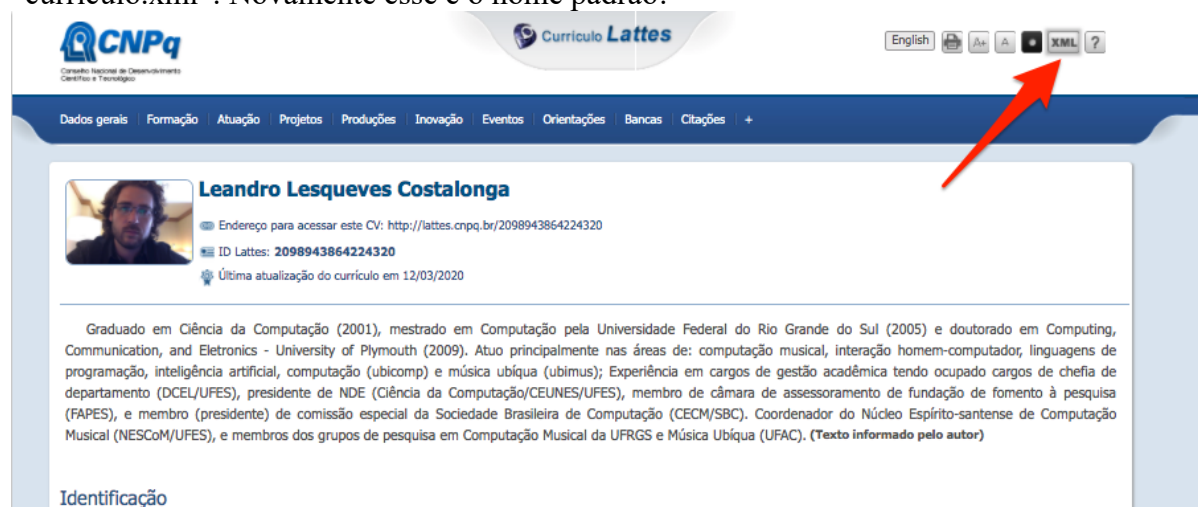 curriculo.xml". Novamente esse é o nome padrão.
CNPq
Conselho Nacional de Desenvolvimento
Científico e Tecnológico
Currículo Lattes
English A+ A XML ?
Dados gerais Formação Atuação Projetos Produções Inovação Eventos Orientações Bancas Citações +
Leandro Lesqueves Costalonga
Endereço para acessar este CV: http://lattes.cnpq.br/2098943864224320
ID Lattes: 2098943864224320
Última atualização do currículo em 12/03/2020
Graduado em Ciência da Computação (2001), mestrado em Computação pela Universidade Federal do Rio Grande do Sul (2005) e doutorado em Computing,
Communication, and Eletronics - University of Plymouth (2009). Atuo principalmente nas áreas de: computação musical, interação homem-computador, linguagens de
programação, inteligência artificial, computação (ubicomp) e música ubíqua (ubimus); Experiência em cargos de gestão acadêmica tendo ocupado cargos de chefia de
departamento (DCEL/UFES), presidente de NDE (Ciência da Computação/CEUNES/UFES), membro de câmara de assessoramento de fundação de fomento à pesquisa
(FAPES), e membro (presidente) de comissão especial da Sociedade Brasileira de Computação (CECM/SBC). Coordenador do Núcleo Espírito-santense de Computação
Musical (NESCoM/UFES), e membros dos grupos de pesquisa em Computação Musical da UFRGS e Música Ubíqua (UFAC). (Texto informado pelo autor)
Identificação